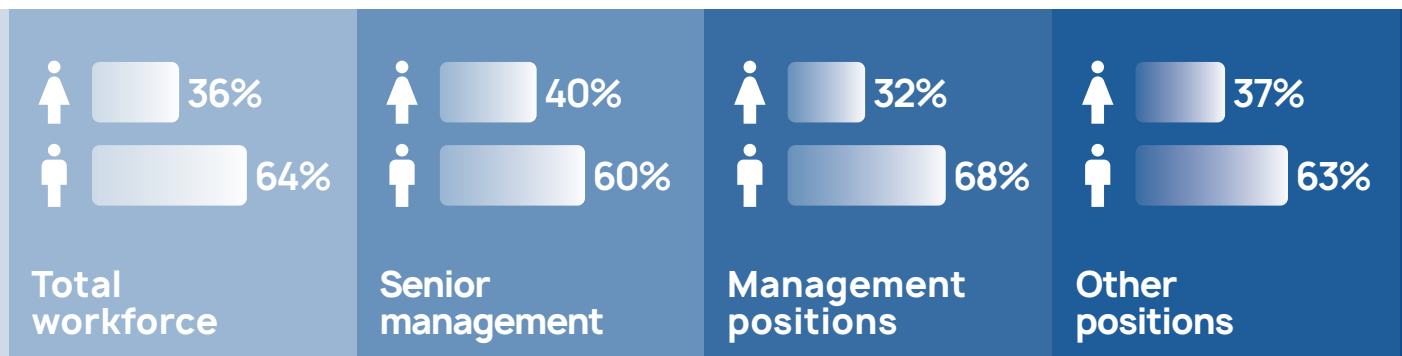 36%
64%
Total
workforce
40%
60%
Senior
management
32%
68%
Management
positions
37%
63%
Other
positions